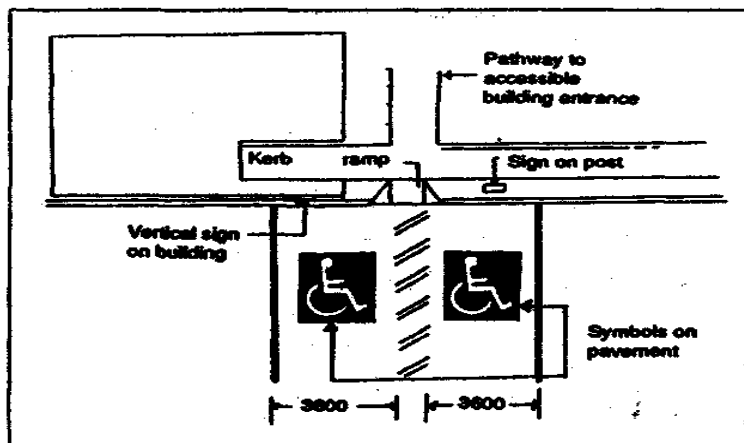 Pathway to
accessible
building entrance
Kerb ramp
Sign on post
Vertical sign
on building
Symbols on
pavement
3600 3600